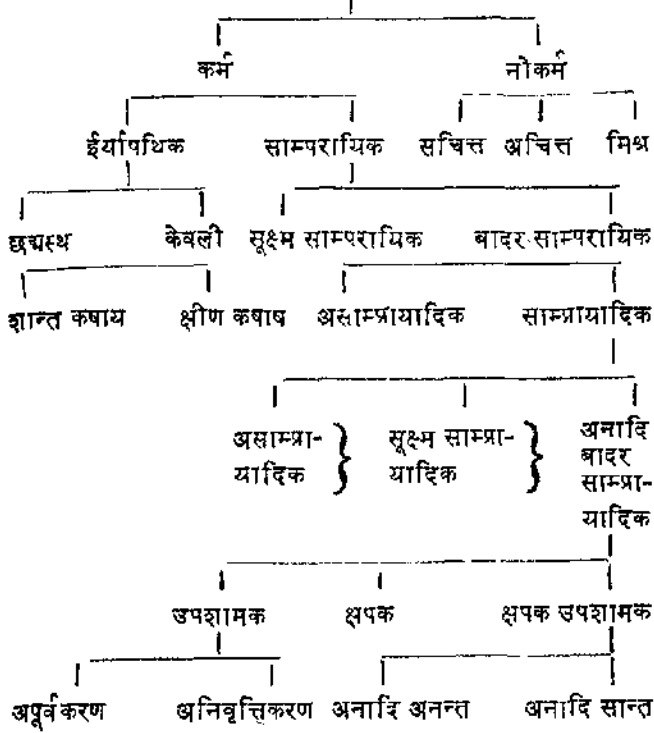 कर्म नोकर्म
ईर्यापथिक साम्परायिक सचित्त अचित्त मिश्र
छद्मस्थ केवली सूक्ष्म साम्परायिक बादर साम्परायिक
शान्त कषाय क्षीण कषाष असाम्प्रायादिक साम्प्रायादिक
असाम्प्रा- } सूक्ष्म साम्प्रा- } अनादि
यादिक यादिक बादर
साम्प्रा-
यादिक
उपशामक क्षपक क्षपक उपशामक
अपूर्वकरण अनिवृत्तिकरण अनादि अनन्त अनादि सान्त